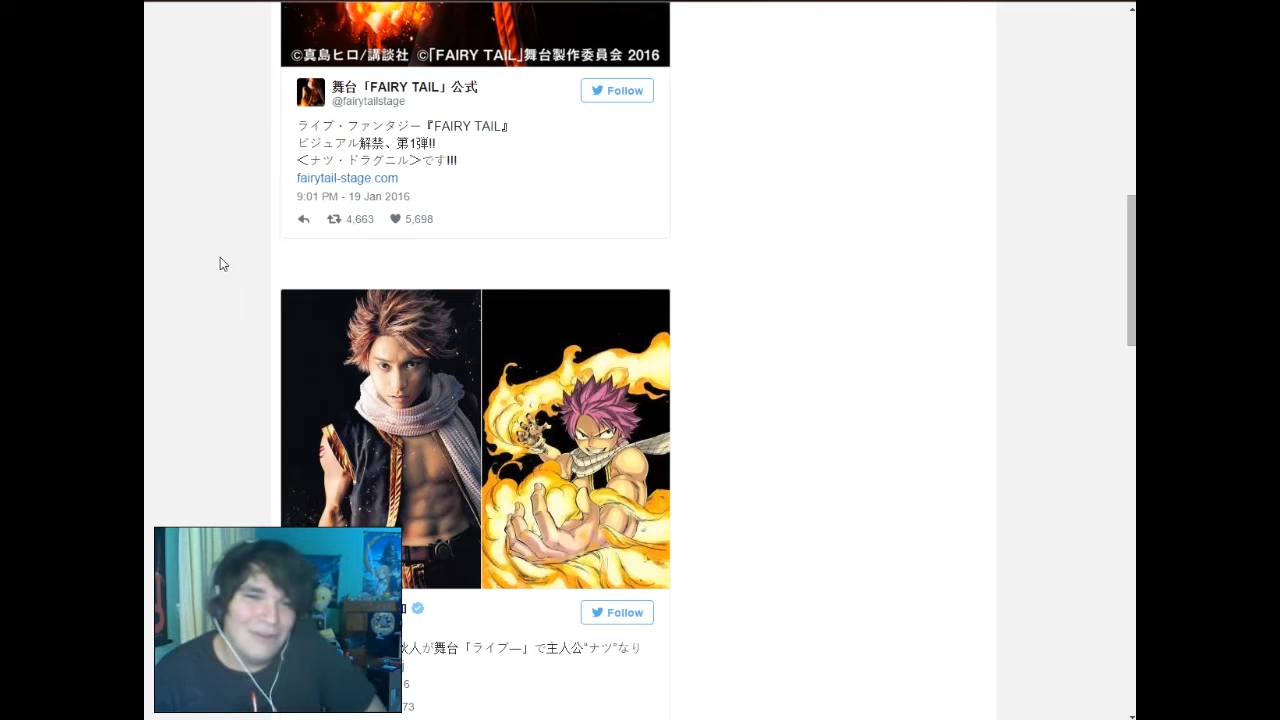 ©真島ヒロ/講談社 ©「FAIRY TAIL」舞台製作委員会 2016
舞台「FAIRY TAIL」公式
@fairytailstage
Follow
ライブ・ファンタジー『FAIRY TAIL』
ビジュアル解禁、第1弾!!
＜ナツ・ドラグニル＞です!!!
fairytail-stage.com
9:01 PM - 19 Jan 2016
4,663 5,698
Follow
人が舞台「ライブ―」で主人公“ナツ”なり
6
73